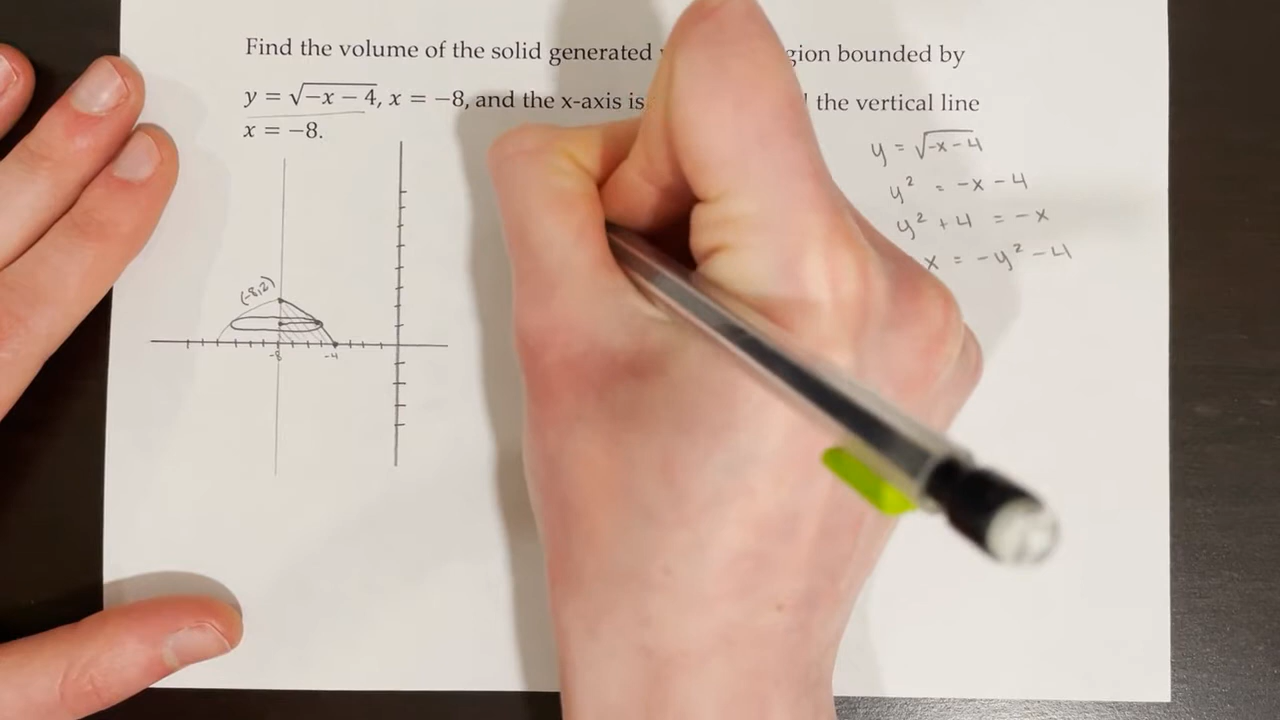 Find the volume of the solid generated gion bounded by
y = √-x - 4, x = -8, and the x-axis is the vertical line
x = -8.
y = √-x-4
y² = -x - 4
y² + 4 = -x
x = -y² - 4
(-8,2)
-8 -4